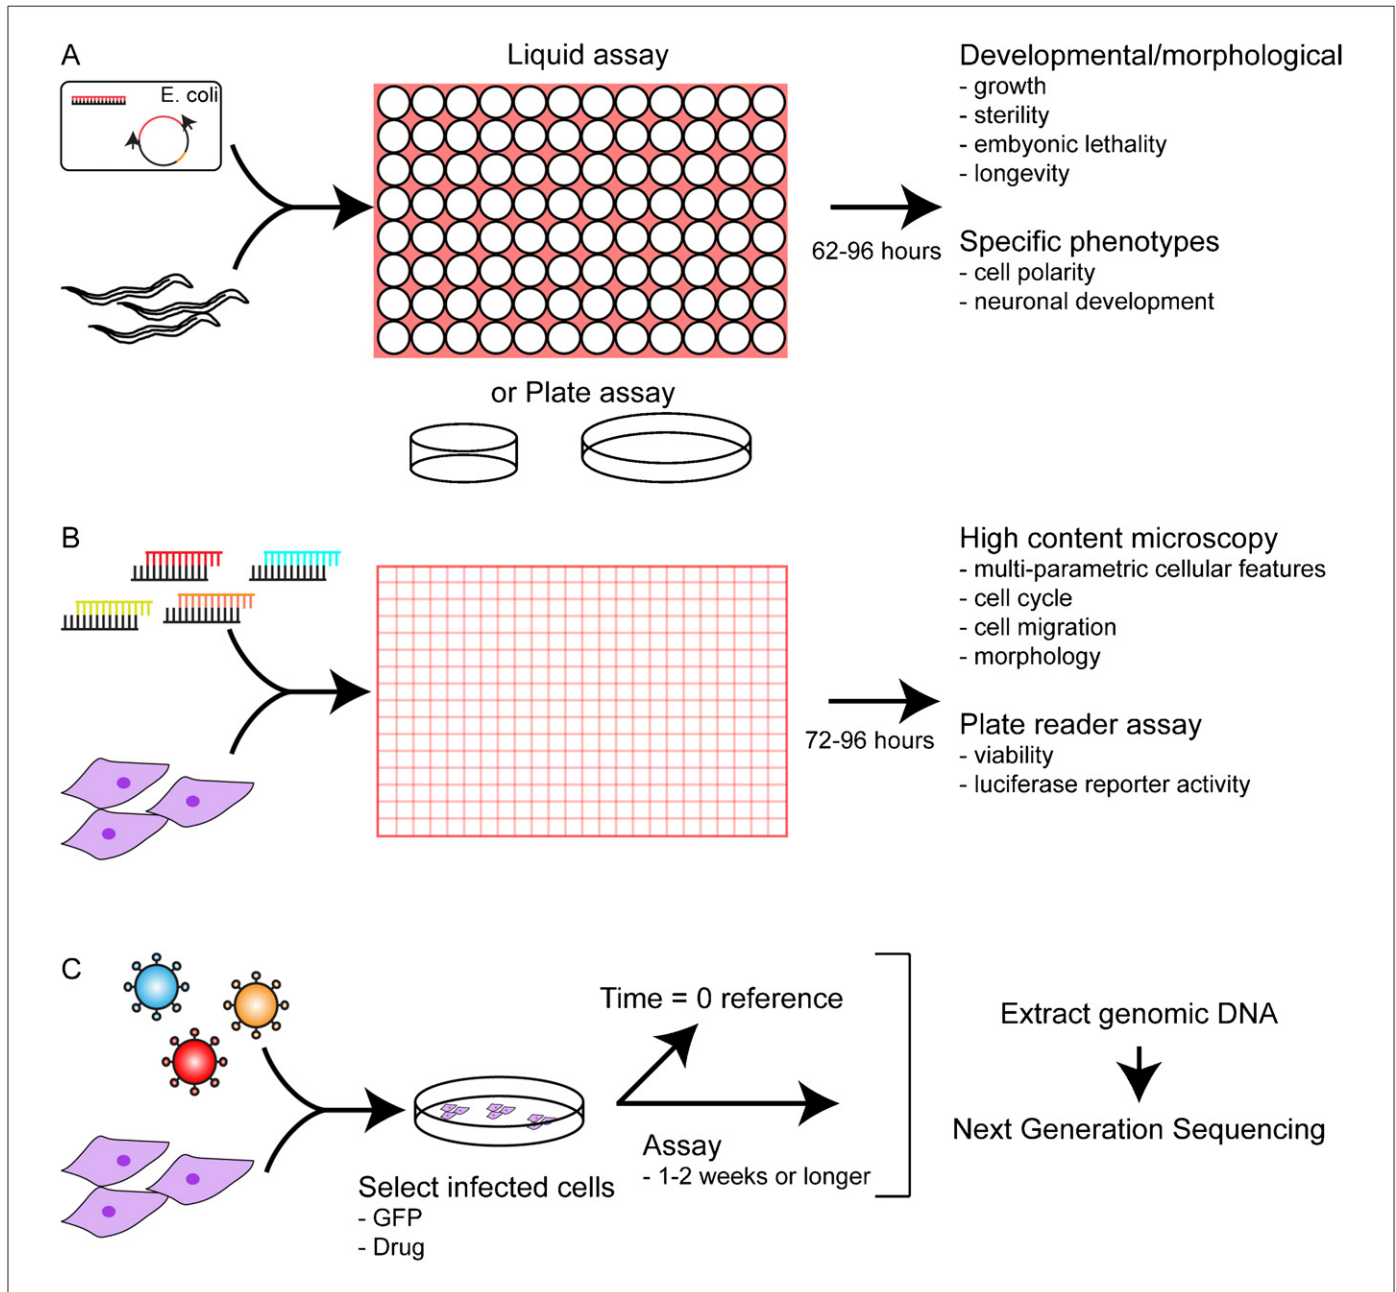 A
E. coli
Liquid assay
or Plate assay
62-96 hours
Developmental/morphological
- growth
- sterility
- embyonic lethality
- longevity
Specific phenotypes
- cell polarity
- neuronal development
B
72-96 hours
High content microscopy
- multi-parametric cellular features
- cell cycle
- cell migration
- morphology
Plate reader assay
- viability
- luciferase reporter activity
C
Select infected cells
- GFP
- Drug
Time = 0 reference
Assay
- 1-2 weeks or longer
Extract genomic DNA
Next Generation Sequencing